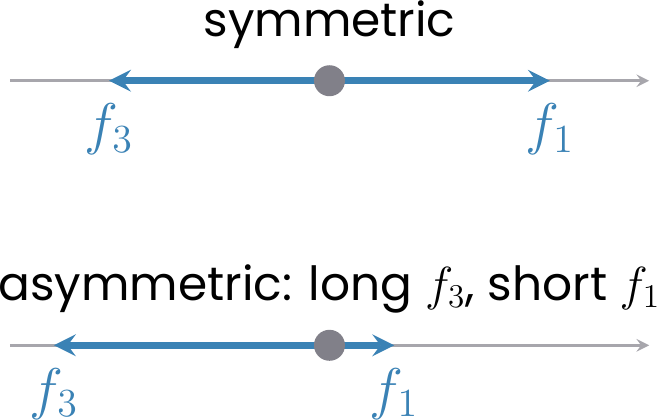 symmetric
f₃ f₁
asymmetric: long f₃, short f₁
f₃ f₁